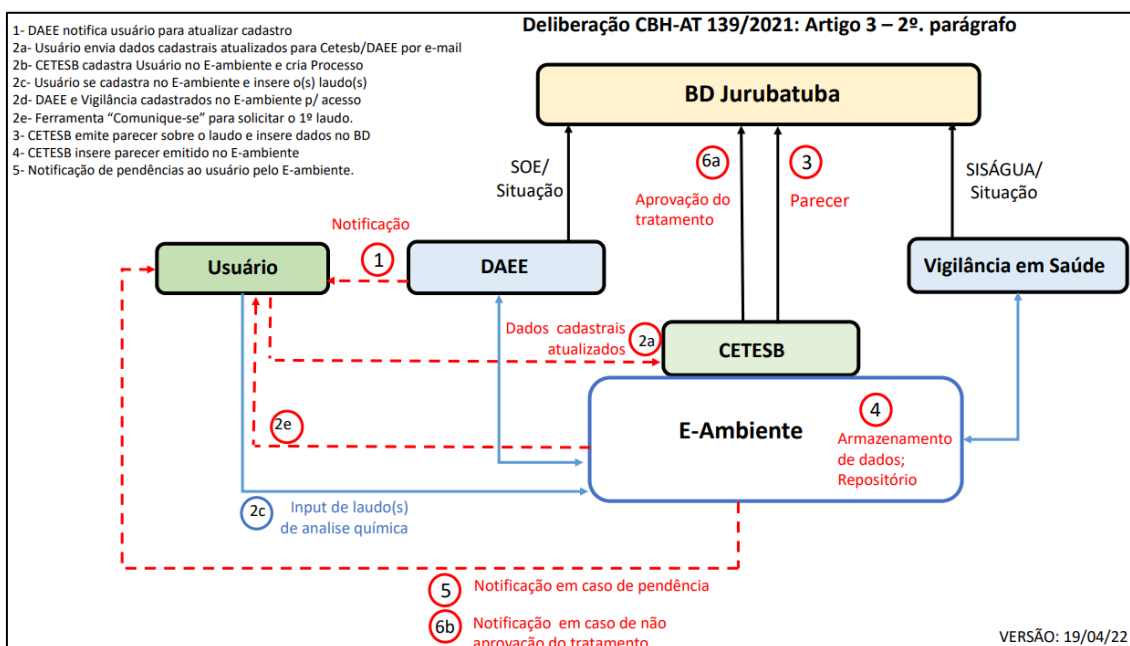 Deliberação CBH-AT 139/2021: Artigo 3 – 2º. parágrafo
1- DAEE notifica usuário para atualizar cadastro
2a- Usuário envia dados cadastrais atualizados para Cetesb/DAEE por e-mail
2b- CETESB cadastra Usuário no E-ambiente e cria Processo
2c- Usuário se cadastra no E-ambiente e insere o(s) laudo(s)
2d- DAEE e Vigilância cadastrados no E-ambiente p/ acesso
2e- Ferramenta “Comunique-se” para solicitar o 1º laudo.
3- CETESB emite parecer sobre o laudo e insere dados no BD
4- CETESB insere parecer emitido no E-ambiente
5- Notificação de pendências ao usuário pelo E-ambiente.
BD Jurubatuba
SOE/
Situação
6a
Aprovação do
tratamento
3
Parecer
SISÁGUA/
Situação
Notificação
1
Usuário
DAEE
Vigilância em Saúde
Dados cadastrais
atualizados
2a
CETESB
2e
E-Ambiente
4
Armazenamento
de dados;
Repositório
2c
Input de laudo(s)
de analise química
5
Notificação em caso de pendência
6b
Notificação em caso de não
aprovação do tratamento
VERSÃO: 19/04/22